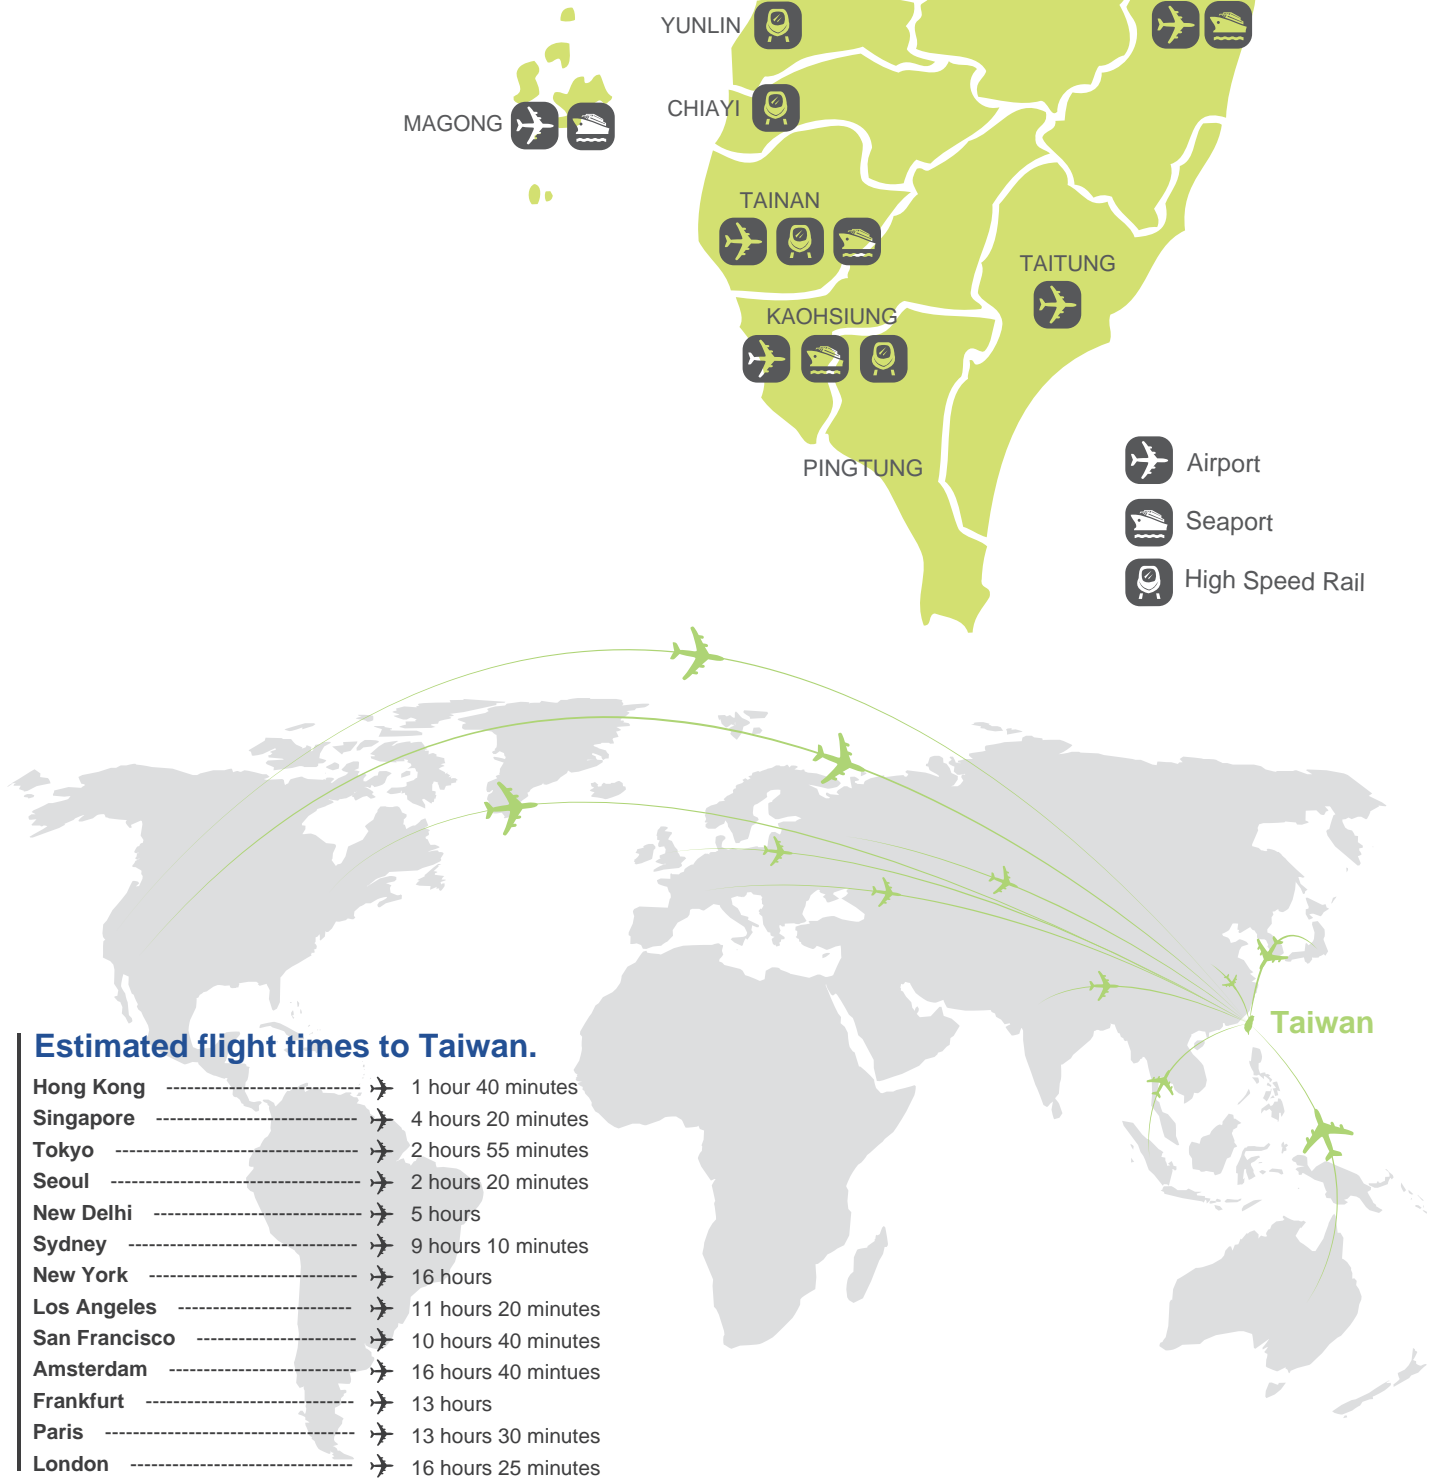 YUNLIN
CHIAYI
MAGONG
TAINAN
TAITUNG
KAOHSIUNG
PINGTUNG
Airport
Seaport
High Speed Rail
Taiwan
Estimated flight times to Taiwan.
Hong Kong 1 hour 40 minutes
Singapore 4 hours 20 minutes
Tokyo 2 hours 55 minutes
Seoul 2 hours 20 minutes
New Delhi 5 hours
Sydney 9 hours 10 minutes
New York 16 hours
Los Angeles 11 hours 20 minutes
San Francisco 10 hours 40 minutes
Amsterdam 16 hours 40 mintues
Frankfurt 13 hours
Paris 13 hours 30 minutes
London 16 hours 25 minutes